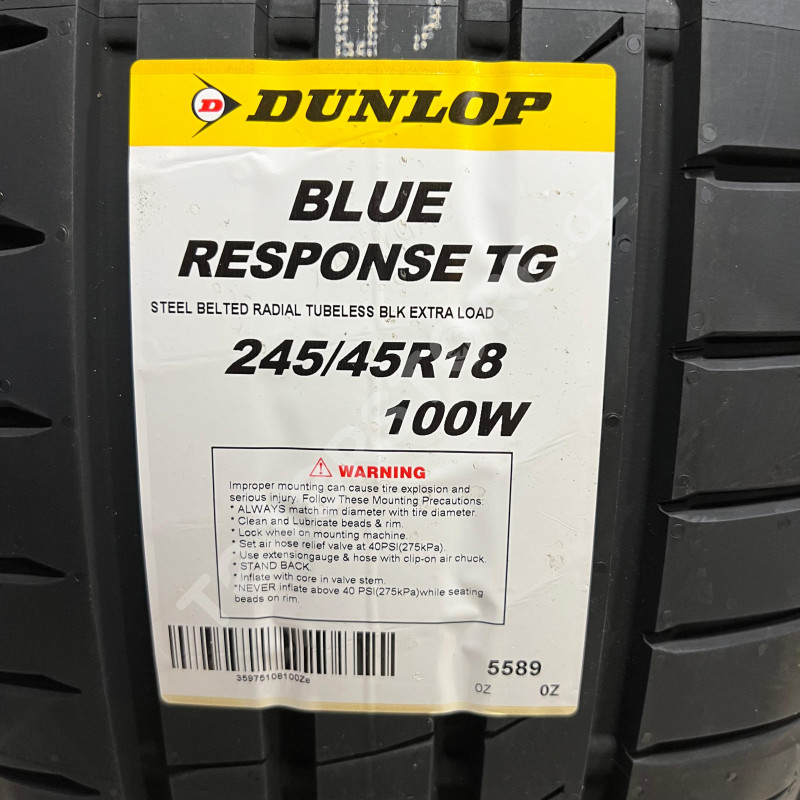 D DUNLOP
BLUE
RESPONSE TG
STEEL BELTED RADIAL TUBELESS BLK EXTRA LOAD
245/45R18
100W
WARNING
Improper mounting can cause tire explosion and
serious injury. Follow These Mounting Precautions:
* ALWAYS match rim diameter with tire diameter.
* Clean and Lubricate beads & rim.
* Lock wheel on mounting machine.
* Set air hose relief valve at 40PSI(275kPa).
* Use extensiongauge & hose with clip-on air chuck.
* STAND BACK.
* Inflate with core in valve stem.
*NEVER inflate above 40 PSI(275kPa)while seating
beads on rim.
5589
0Z 0Z